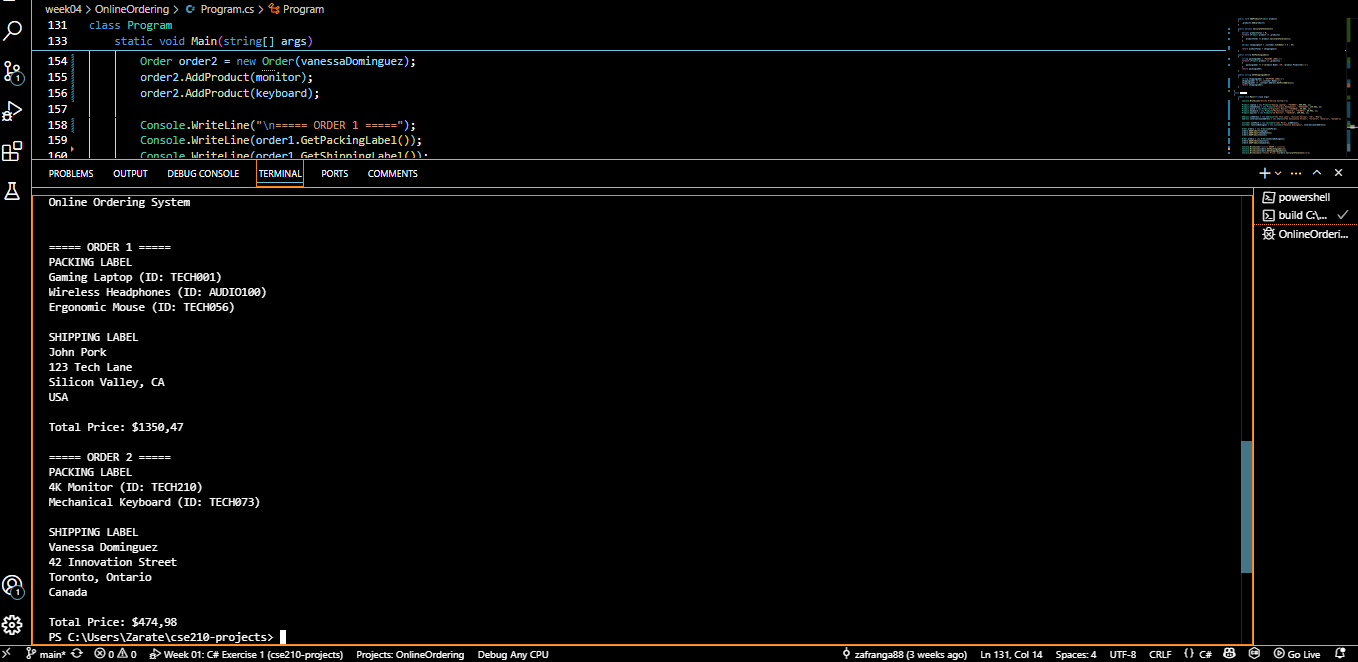 week04 > OnlineOrdering > Program.cs > Program
131 class Program
133 static void Main(string[] args)
154 Order order2 = new Order(vanessaDominguez);
155 order2.AddProduct(monitor);
156 order2.AddProduct(keyboard);
157
158 Console.WriteLine("\n===== ORDER 1 =====");
159 Console.WriteLine(order1.GetPackingLabel());
160 Console.WriteLine(order1.GetShippingLabel());
PROBLEMS OUTPUT DEBUG CONSOLE TERMINAL PORTS COMMENTS
Online Ordering System
===== ORDER 1 =====
PACKING LABEL
Gaming Laptop (ID: TECH001)
Wireless Headphones (ID: AUDIO100)
Ergonomic Mouse (ID: TECH056)
SHIPPING LABEL
John Pork
123 Tech Lane
Silicon Valley, CA
USA
Total Price: $1350,47
===== ORDER 2 =====
PACKING LABEL
4K Monitor (ID: TECH210)
Mechanical Keyboard (ID: TECH073)
SHIPPING LABEL
Vanessa Dominguez
42 Innovation Street
Toronto, Ontario
Canada
Total Price: $474,98
PS C:\Users\Zarate\cse210-projects>
powershell
build C:\...
OnlineOrderi...
1
1
main* 0 0 Week 01: C# Exercise 1 (cse210-projects) Projects: OnlineOrdering Debug Any CPU zafranga88 (3 weeks ago) Ln 131, Col 14 Spaces: 4 UTF-8 CRLF {} C# Go Live